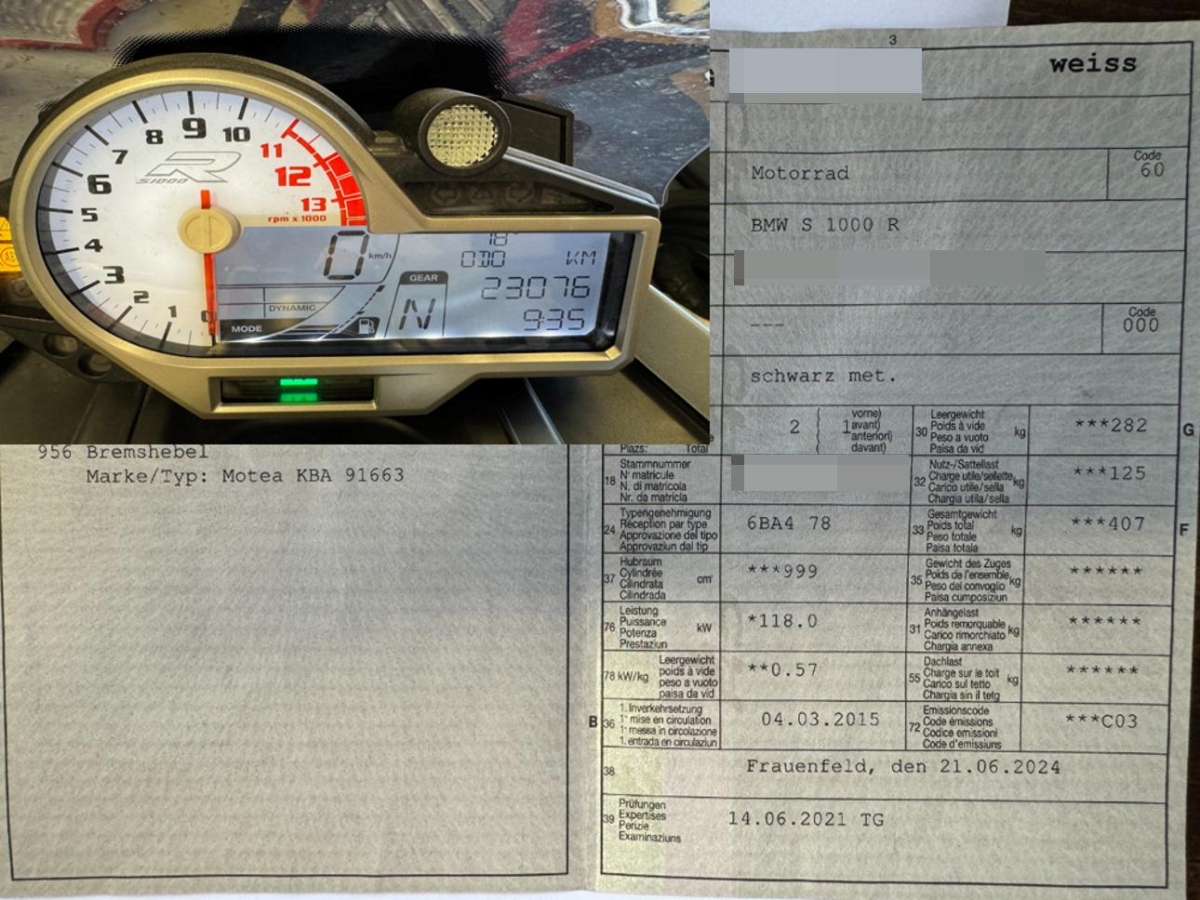 8 9 10
7 11
6 12
5 13
4
3
2
1
0
R
S1000
rpm x 1000
0 km/h
18°
000 KM
GEAR
23076
DYNAMIC
N
9:35
MODE
3
weiss
Motorrad
Code
60
BMW S 1000 R
---
Code
000
schwarz met.
956 Bremshebel
Marke/Typ: Motea KBA 91663
Plazs: Total
2
vorne)
avant)
anteriori)
davant)
30 Leergewicht
Poids à vide
Peso a vuoto
Paisa da vid
kg
***282
G
18 Stammnummer
N° matricule
N. di matricola
Nr. da matricla
32 Nutz-/Sattellast
Charge utile/sellette
Carico utile/sella
Chargia utila/sella
kg
***125
24 Typengenehmigung
Réception par type
Approvazione del tipo
Approvaziun dal tip
6BA4 78
33 Gesamtgewicht
Poids total
Peso totale
Paisa totala
kg
***407
F
37 Hubraum
Cylindrée
Cilindrata
Cilindrada
cm³
***999
35 Gewicht des Zuges
Poids de l'ensemble
Peso del convoglio
Paisa cumposiziun
kg
******
76 Leistung
Puissance
Potenza
Prestaziun
kW
*118.0
31 Anhängelast
Poids remorquable
Carico rimorchiato
Chargia annexa
kg
******
78 kW/kg
Leergewicht
poids à vide
peso a vuoto
paisa da vid
**0.57
55 Dachlast
Charge sur le toit
Carico sul tetto
Chargia sin il tetg
kg
******
B 36 1. Inverkehrsetzung
1re mise en circulation
1a messa in circolazione
1. entrada en circulaziun
04.03.2015
72 Emissionscode
Code émissions
Codice emissioni
Code d'emissiuns
***C03
38
Frauenfeld, den 21.06.2024
39 Prüfungen
Expertises
Perizie
Examinaziuns
14.06.2021 TG